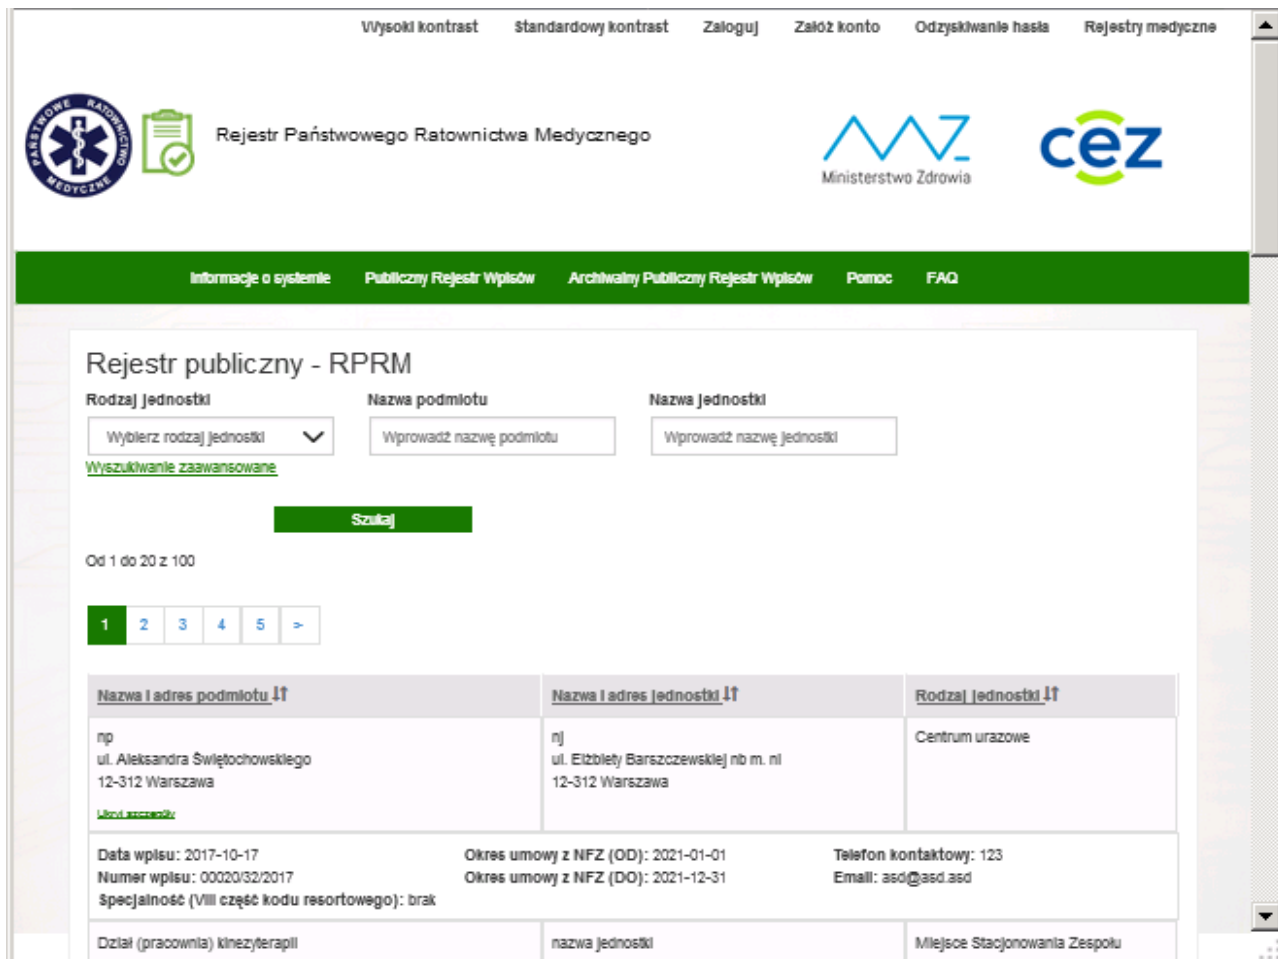 Wysoki kontrast Standardowy kontrast Zaloguj Załóż konto Odzyskiwanie hasła Rejestry medyczne
PAŃSTWOWE RATOWNICTWO MEDYCZNE
Rejestr Państwowego Ratownictwa Medycznego
Ministerstwo Zdrowia
cez
Informacje o systemie Publiczny Rejestr Wpisów Archiwalny Publiczny Rejestr Wpisów Pomoc FAQ
Rejestr publiczny - RPRM
Rodzaj jednostki Nazwa podmiotu Nazwa jednostki
Wybierz rodzaj jednostki Wprowadź nazwę podmiotu Wprowadź nazwę jednostki
Wyszukiwanie zaawansowane
Szukaj
Od 1 do 20 z 100
1 2 3 4 5 >
Nazwa i adres podmiotu Nazwa i adres jednostki Rodzaj jednostki
np nj Centrum urazowe
ul. Aleksandra Świętochowskiego ul. Elżbiety Barszczewskiej nb m. nl
12-312 Warszawa 12-312 Warszawa
Ukryj szczegóły
Data wpisu: 2017-10-17 Okres umowy z NFZ (OD): 2021-01-01 Telefon kontaktowy: 123
Numer wpisu: 00020/32/2017 Okres umowy z NFZ (DO): 2021-12-31 Email: asd@asd.asd
Specjalność (VIII część kodu resortowego): brak
Dział (pracownia) kinezyterapii nazwa jednostki Miejsce Stacjonowania Zespołu